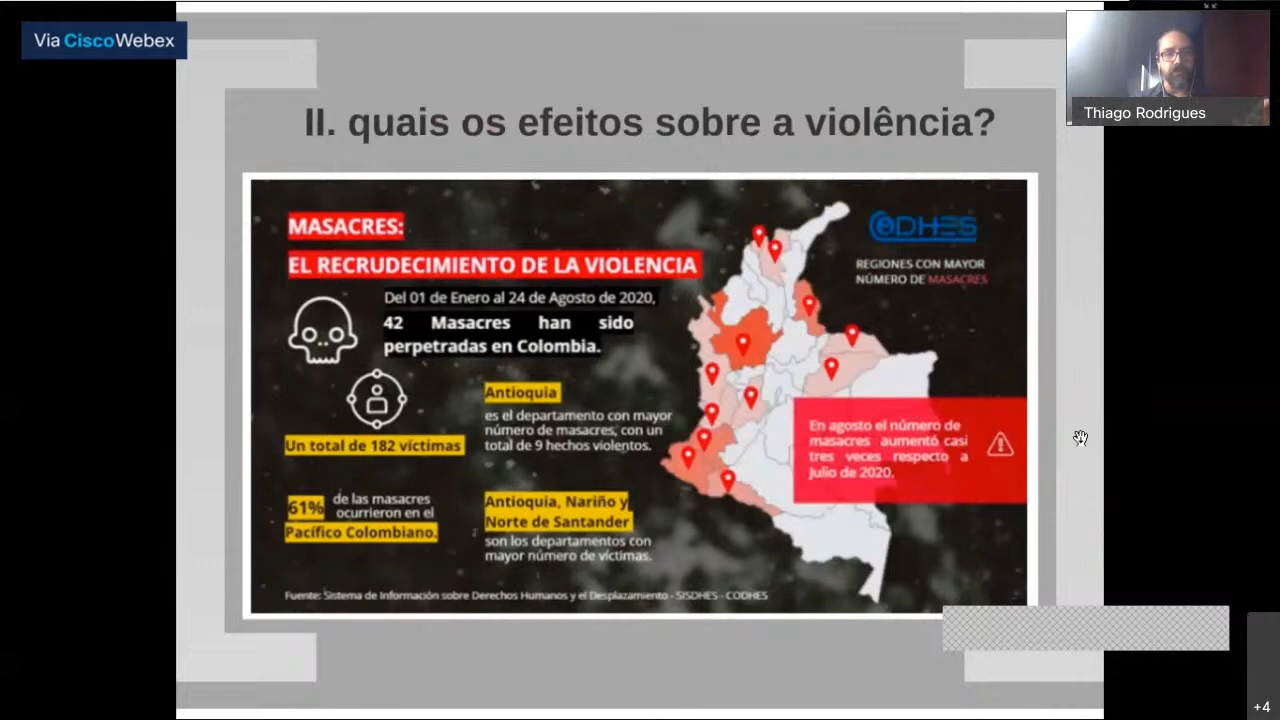 Via CiscoWebex
Thiago Rodrigues
II. quais os efeitos sobre a violência?
MASACRES:
EL RECRUDECIMIENTO DE LA VIOLENCIA
Del 01 de Enero al 24 de Agosto de 2020,
42 Masacres han sido
perpetradas en Colombia.
Un total de 182 víctimas
61%
de las masacres
ocurrieron en el
Pacífico Colombiano.
Antioquia
es el departamento con mayor
número de masacres, con un
total de 9 hechos violentos.
Antioquia, Nariño y
Norte de Santander
son los departamentos con
mayor número de víctimas.
CODHES
REGIONES CON MAYOR
NÚMERO DE MASACRES
En agosto el número de
masacres aumentó casi
tres veces respecto a
Julio de 2020.
Fuente: Sistema de Información sobre Derechos Humanos y el Desplazamiento - SISDHES - CODHES
+4